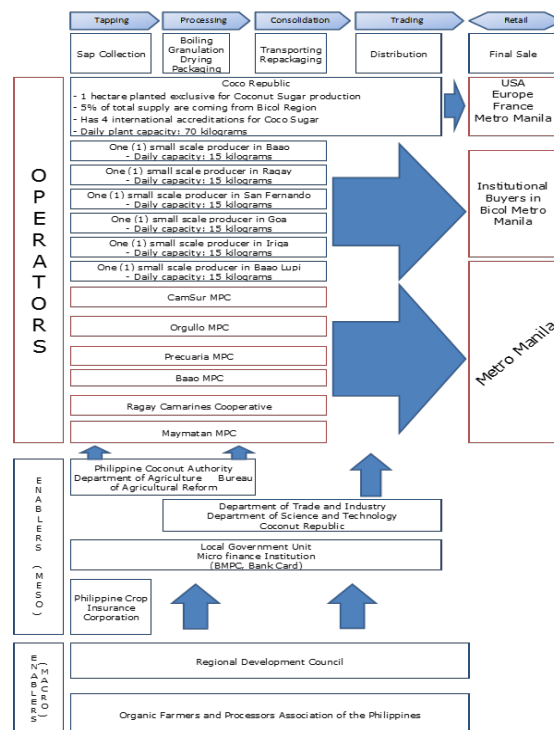 Tapping
Processing
Consolidation
Trading
Retail
Sap Collection
Boiling
Granulation
Drying
Packaging
Transporting
Repackaging
Distribution
Final Sale
OPERATORS
Coco Republic
- 1 hectare planted exclusive for Coconut Sugar production
- 5% of total supply are coming from Bicol Region
- Has 4 international accreditations for Coco Sugar
- Daily plant capacity: 70 kilograms
USA
Europe
France
Metro Manila
One (1) small scale producer in Baao
- Daily capacity: 15 kilograms
One (1) small scale producer in Ragay
- Daily capacity: 15 kilograms
One (1) small scale producer in San Fernando
- Daily capacity: 15 kilograms
One (1) small scale producer in Goa
- Daily capacity: 15 kilograms
One (1) small scale producer in Iriga
- Daily capacity: 15 kilograms
One (1) small scale producer in Baao Lupi
- Daily capacity: 15 kilograms
Institutional
Buyers in
Bicol Metro
Manila
CamSur MPC
Orgullo MPC
Precuaria MPC
Baao MPC
Ragay Camarines Cooperative
Maymatan MPC
Metro Manila
ENABLERS (MESO)
Philippine Coconut Authority
Department of Agriculture Bureau
of Agricultural Reform
Department of Trade and Industry
Department of Science and Technology
Coconut Republic
Local Government Unit
Micro finance Institution
(BMPC, Bank Card)
Philippine Crop
Insurance
Corporation
ENABLERS
(MACRO)
Regional Development Council
Organic Farmers and Processors Association of the Philippines